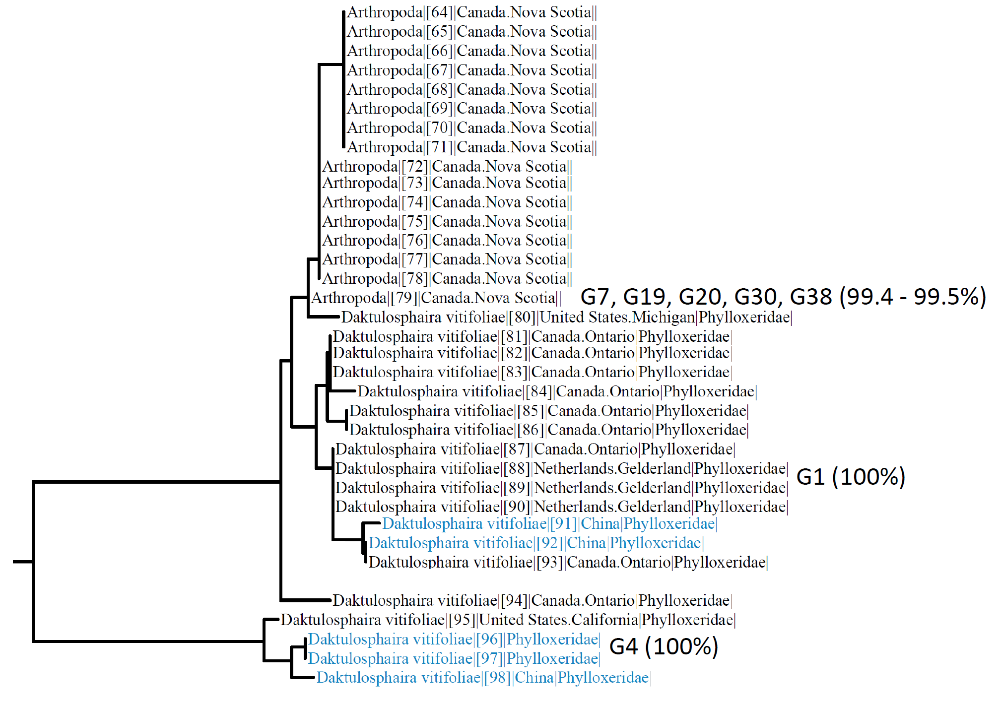 Arthropoda|[64]|Canada.Nova Scotia||
Arthropoda|[65]|Canada.Nova Scotia||
Arthropoda|[66]|Canada.Nova Scotia||
Arthropoda|[67]|Canada.Nova Scotia||
Arthropoda|[68]|Canada.Nova Scotia||
Arthropoda|[69]|Canada.Nova Scotia||
Arthropoda|[70]|Canada.Nova Scotia||
Arthropoda|[71]|Canada.Nova Scotia||
Arthropoda|[72]|Canada.Nova Scotia||
Arthropoda|[73]|Canada.Nova Scotia||
Arthropoda|[74]|Canada.Nova Scotia||
Arthropoda|[75]|Canada.Nova Scotia||
Arthropoda|[76]|Canada.Nova Scotia||
Arthropoda|[77]|Canada.Nova Scotia||
Arthropoda|[78]|Canada.Nova Scotia||
Arthropoda|[79]|Canada.Nova Scotia|| G7, G19, G20, G30, G38 (99.4 - 99.5%)
Daktulosphaira vitifoliae|[80]|United States.Michigan|Phylloxeridae|
Daktulosphaira vitifoliae|[81]|Canada.Ontario|Phylloxeridae|
Daktulosphaira vitifoliae|[82]|Canada.Ontario|Phylloxeridae|
Daktulosphaira vitifoliae|[83]|Canada.Ontario|Phylloxeridae|
Daktulosphaira vitifoliae|[84]|Canada.Ontario|Phylloxeridae|
Daktulosphaira vitifoliae|[85]|Canada.Ontario|Phylloxeridae|
Daktulosphaira vitifoliae|[86]|Canada.Ontario|Phylloxeridae|
Daktulosphaira vitifoliae|[87]|Canada.Ontario|Phylloxeridae|
Daktulosphaira vitifoliae|[88]|Netherlands.Gelderland|Phylloxeridae|
G1 (100%)
Daktulosphaira vitifoliae|[89]|Netherlands.Gelderland|Phylloxeridae|
Daktulosphaira vitifoliae|[90]|Netherlands.Gelderland|Phylloxeridae|
Daktulosphaira vitifoliae|[91]|China|Phylloxeridae|
Daktulosphaira vitifoliae|[92]|China|Phylloxeridae|
Daktulosphaira vitifoliae|[93]|Canada.Ontario|Phylloxeridae|
Daktulosphaira vitifoliae|[94]|Canada.Ontario|Phylloxeridae|
Daktulosphaira vitifoliae|[95]|United States.California|Phylloxeridae|
Daktulosphaira vitifoliae|[96]|Phylloxeridae|
G4 (100%)
Daktulosphaira vitifoliae|[97]|Phylloxeridae|
Daktulosphaira vitifoliae|[98]|China|Phylloxeridae|